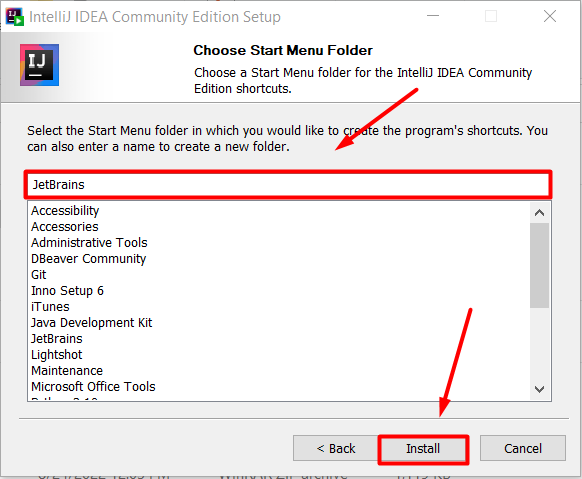 IntelliJ IDEA Community Edition Setup
IJ
Choose Start Menu Folder
Choose a Start Menu folder for the IntelliJ IDEA Community
Edition shortcuts.
Select the Start Menu folder in which you would like to create the program's shortcuts. You
can also enter a name to create a new folder.
JetBrains
Accessibility
Accessories
Administrative Tools
DBeaver Community
Git
Inno Setup 6
iTunes
Java Development Kit
JetBrains
Lightshot
Maintenance
Microsoft Office Tools
Python 3.10
< Back
Install
Cancel